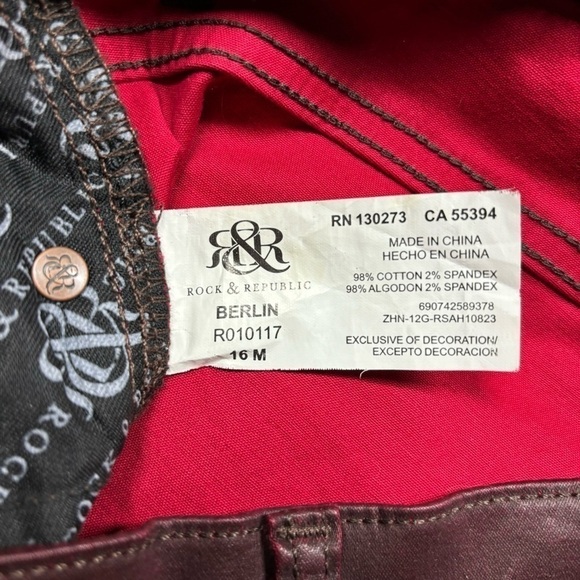 R&R
ROCK & REPUBLIC
BERLIN
R010117
16 M
RN 130273 CA 55394
MADE IN CHINA
HECHO EN CHINA
98% COTTON 2% SPANDEX
98% ALGODON 2% SPANDEX
690742589378
ZHN-12G-RSAH10823
EXCLUSIVE OF DECORATION/
EXCEPTO DECORACION